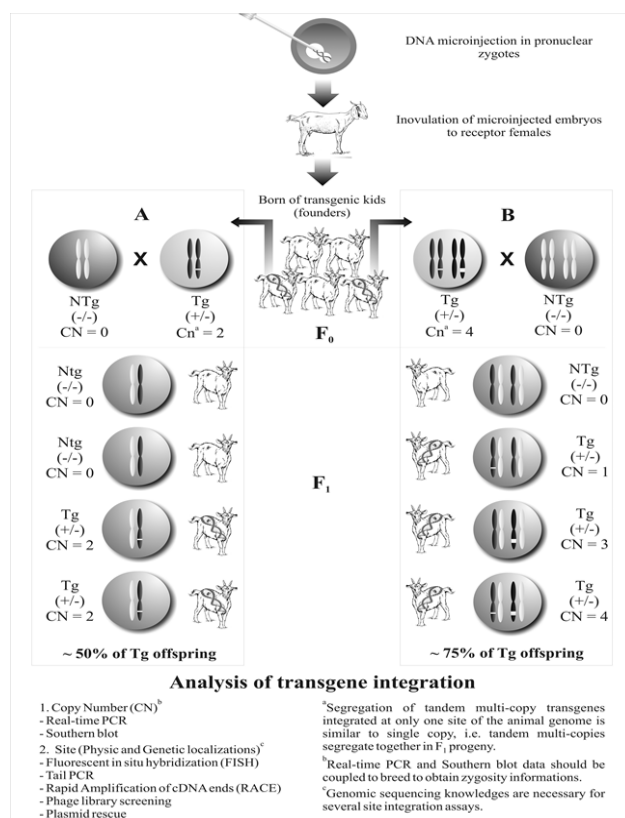 DNA microinjection in pronuclear
zygotes
Inovulation of microinjected embryos
to receptor females
Born of transgenic kids
(founders)
A
X
NTg
(-/-)
CN = 0
Tg
(+/-)
Cnᵃ = 2
F₀
B
X
Tg
(+/-)
Cnᵃ = 4
NTg
(-/-)
CN = 0
Ntg
(-/-)
CN = 0
Ntg
(-/-)
CN = 0
Tg
(+/-)
CN = 2
Tg
(+/-)
CN = 2
~ 50% of Tg offspring
F₁
NTg
(-/-)
CN = 0
Tg
(+/-)
CN = 1
Tg
(+/-)
CN = 3
Tg
(+/-)
CN = 4
~ 75% of Tg offspring
Analysis of transgene integration
1. Copy Number (CN)ᵇ
- Real-time PCR
- Southern blot
2. Site (Physic and Genetic localizations)ᶜ
- Fluorescent in situ hybridization (FISH)
- Tail PCR
- Rapid Amplification of cDNA ends (RACE)
- Phage library screening
- Plasmid rescue
ᵃSegregation of tandem multi-copy transgenes
integrated at only one site of the animal genome is
similar to single copy, i.e. tandem multi-copies
segregate together in F₁ progeny.
ᵇReal-time PCR and Southern blot data should be
coupled to breed to obtain zygosity informations.
ᶜGenomic sequencing knowledges are necessary for
several site integration assays.